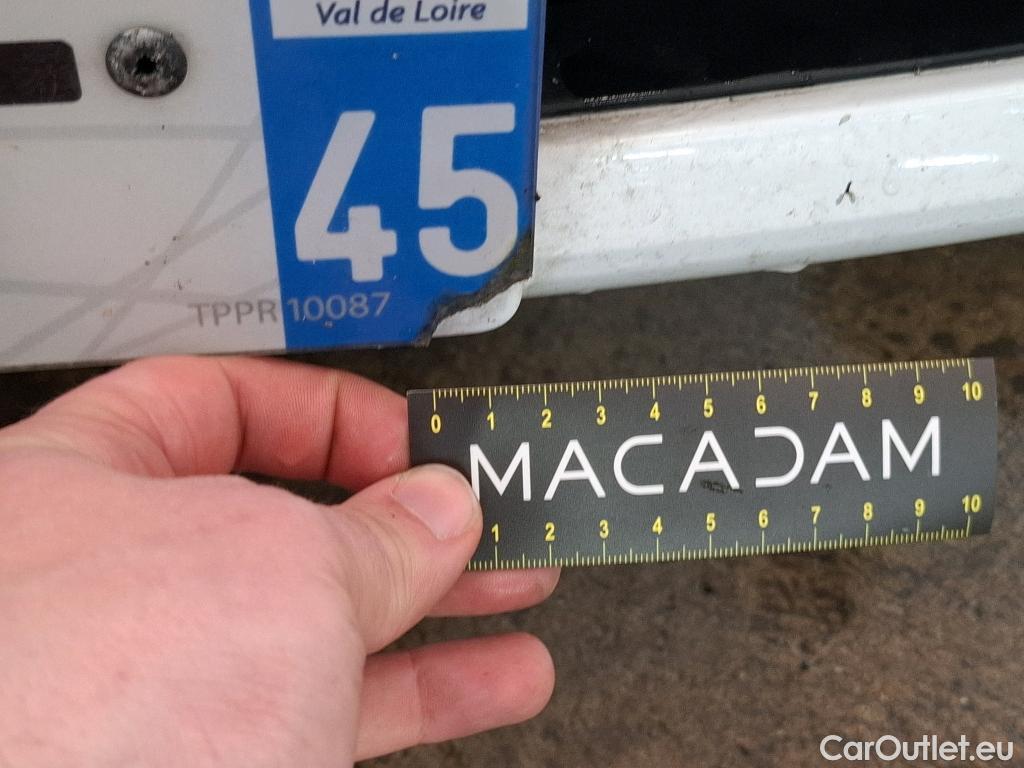 Val de Loire
45
TPPR 10087
0 1 2 3 4 5 6 7 8 9 10
MACADAM
1 2 3 4 5 6 7 8 9 10
CarOutlet.eu